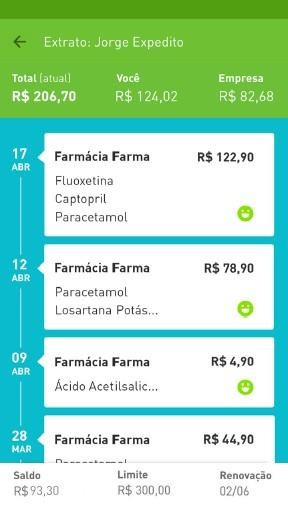 Extrato: Jorge Expedito
Total (atual) Você Empresa
R$ 206,70 R$ 124,02 R$ 82,68
17 ABR
Farmácia Farma R$ 122,90
Fluoxetina
Captopril
Paracetamol
12 ABR
Farmácia Farma R$ 78,90
Paracetamol
Losartana Potás...
09 ABR
Farmácia Farma R$ 4,90
Ácido Acetilsalic...
28 MAR
Farmácia Farma R$ 44,90
Paracetamol
Saldo Limite Renovação
R$ 93,30 R$ 300,00 02/06